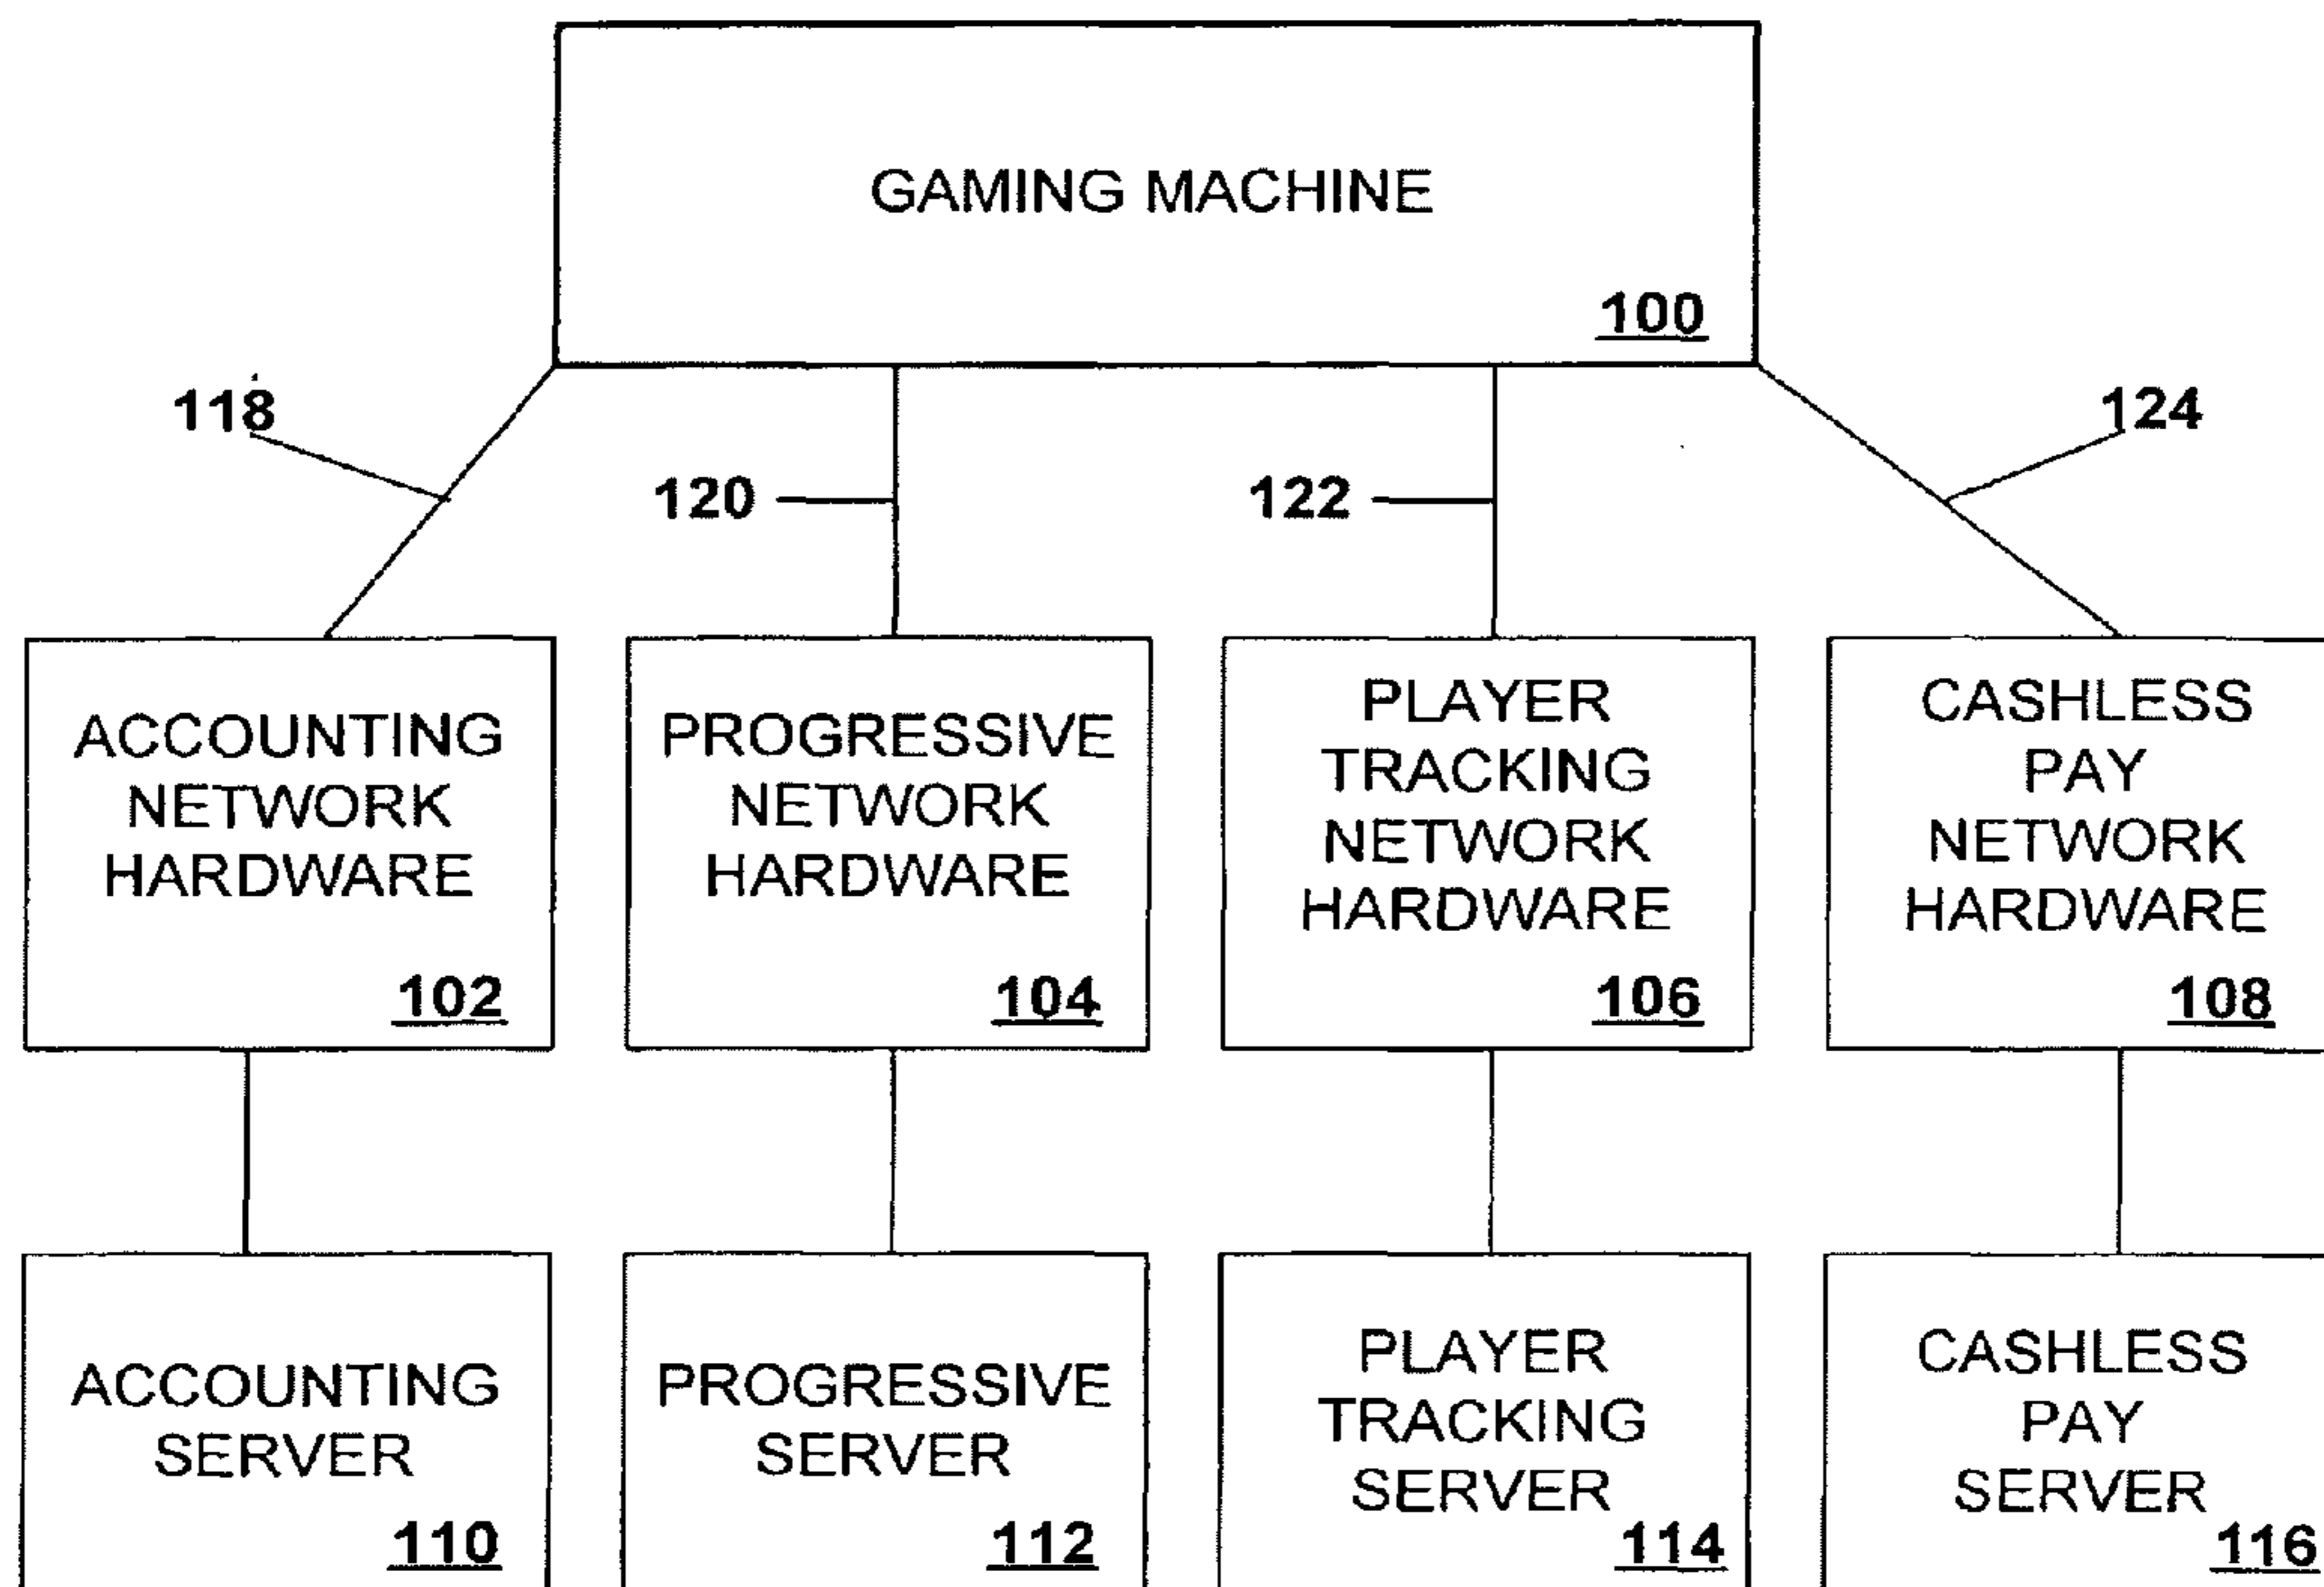 GAMING MACHINE
100
118
124
120
122
ACCOUNTING
NETWORK
HARDWARE
102
PROGRESSIVE
NETWORK
HARDWARE
104
PLAYER
TRACKING
NETWORK
HARDWARE
106
CASHLESS
PAY
NETWORK
HARDWARE
108
ACCOUNTING
SERVER
110
PROGRESSIVE
SERVER
112
PLAYER
TRACKING
SERVER
114
CASHLESS
PAY
SERVER
116